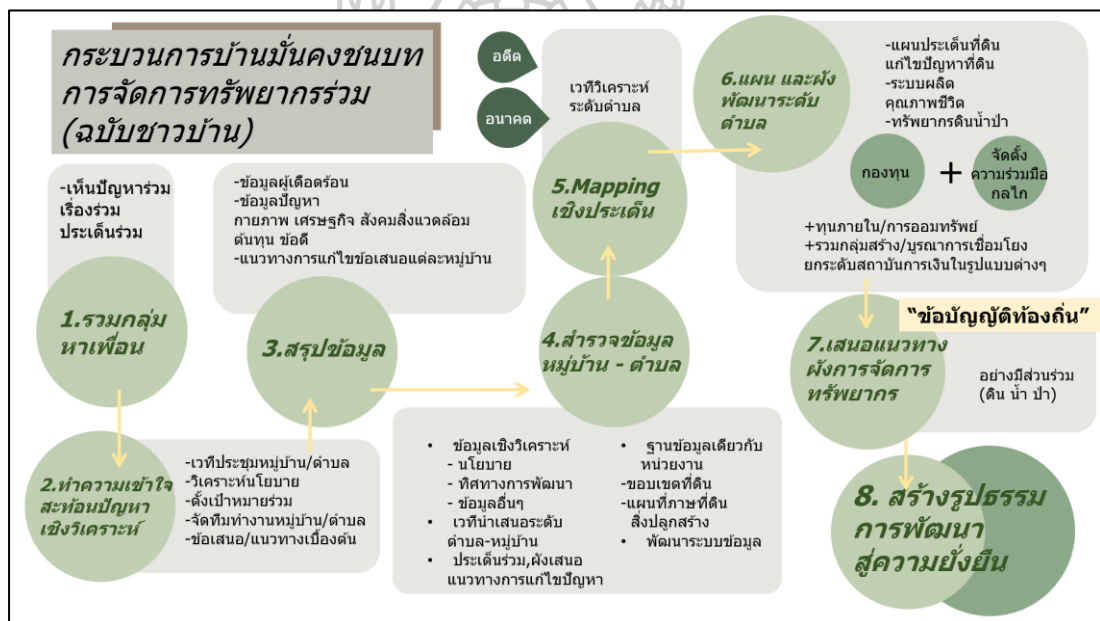 กระบวนการบ้านมั่นคงชนบท
การจัดการทรัพยากรร่วม
(ฉบับชาวบ้าน)
-เห็นปัญหาร่วม
เรื่องร่วม
ประเด็นร่วม
1.รวมกลุ่ม
หาเพื่อน
2.ทำความเข้าใจ
สะท้อนปัญหา
เชิงวิเคราะห์
-เวทีประชุมหมู่บ้าน/ตำบล
-วิเคราะห์นโยบาย
-ตั้งเป้าหมายร่วม
-จัดทีมทำงานหมู่บ้าน/ตำบล
-ข้อเสนอ/แนวทางเบื้องต้น
-ข้อมูลผู้เดือดร้อน
-ข้อมูลปัญหา
กายภาพ เศรษฐกิจ สังคมสิ่งแวดล้อม
ต้นทุน ข้อดี
-แนวทางการแก้ไขข้อเสนอแต่ละหมู่บ้าน
3.สรุปข้อมูล
4.สำรวจข้อมูล
หมู่บ้าน - ตำบล
• ข้อมูลเชิงวิเคราะห์
- นโยบาย
- ทิศทางการพัฒนา
- ข้อมูลอื่นๆ
• เวทีนำเสนอระดับ
ตำบล-หมู่บ้าน
• ประเด็นร่วม,ผังเสนอ
แนวทางการแก้ไขปัญหา
• ฐานข้อมูลเดียวกับ
หน่วยงาน
-ขอบเขตที่ดิน
-แผนที่ภาษีที่ดิน
สิ่งปลูกสร้าง
• พัฒนาระบบข้อมูล
อดีต
อนาคต
เวทีวิเคราะห์
ระดับตำบล
5.Mapping
เชิงประเด็น
6.แผน และผัง
พัฒนาระดับ
ตำบล
-แผนประเด็นที่ดิน
แก้ไขปัญหาที่ดิน
-ระบบผลิต
คุณภาพชีวิต
-ทรัพยากรดินน้ำป่า
กองทุน
+
จัดตั้ง
ความร่วมมือ
กลไก
+ทุนภายใน/การออมทรัพย์
+รวมกลุ่มสร้าง/บูรณาการเชื่อมโยง
ยกระดับสถาบันการเงินในรูปแบบต่างๆ
“ข้อบัญญัติท้องถิ่น”
7.เสนอแนวทาง
ผังการจัดการ
ทรัพยากร
อย่างมีส่วนร่วม
(ดิน น้ำ ป่า)
8. สร้างรูปธรรม
การพัฒนา
สู่ความยั่งยืน